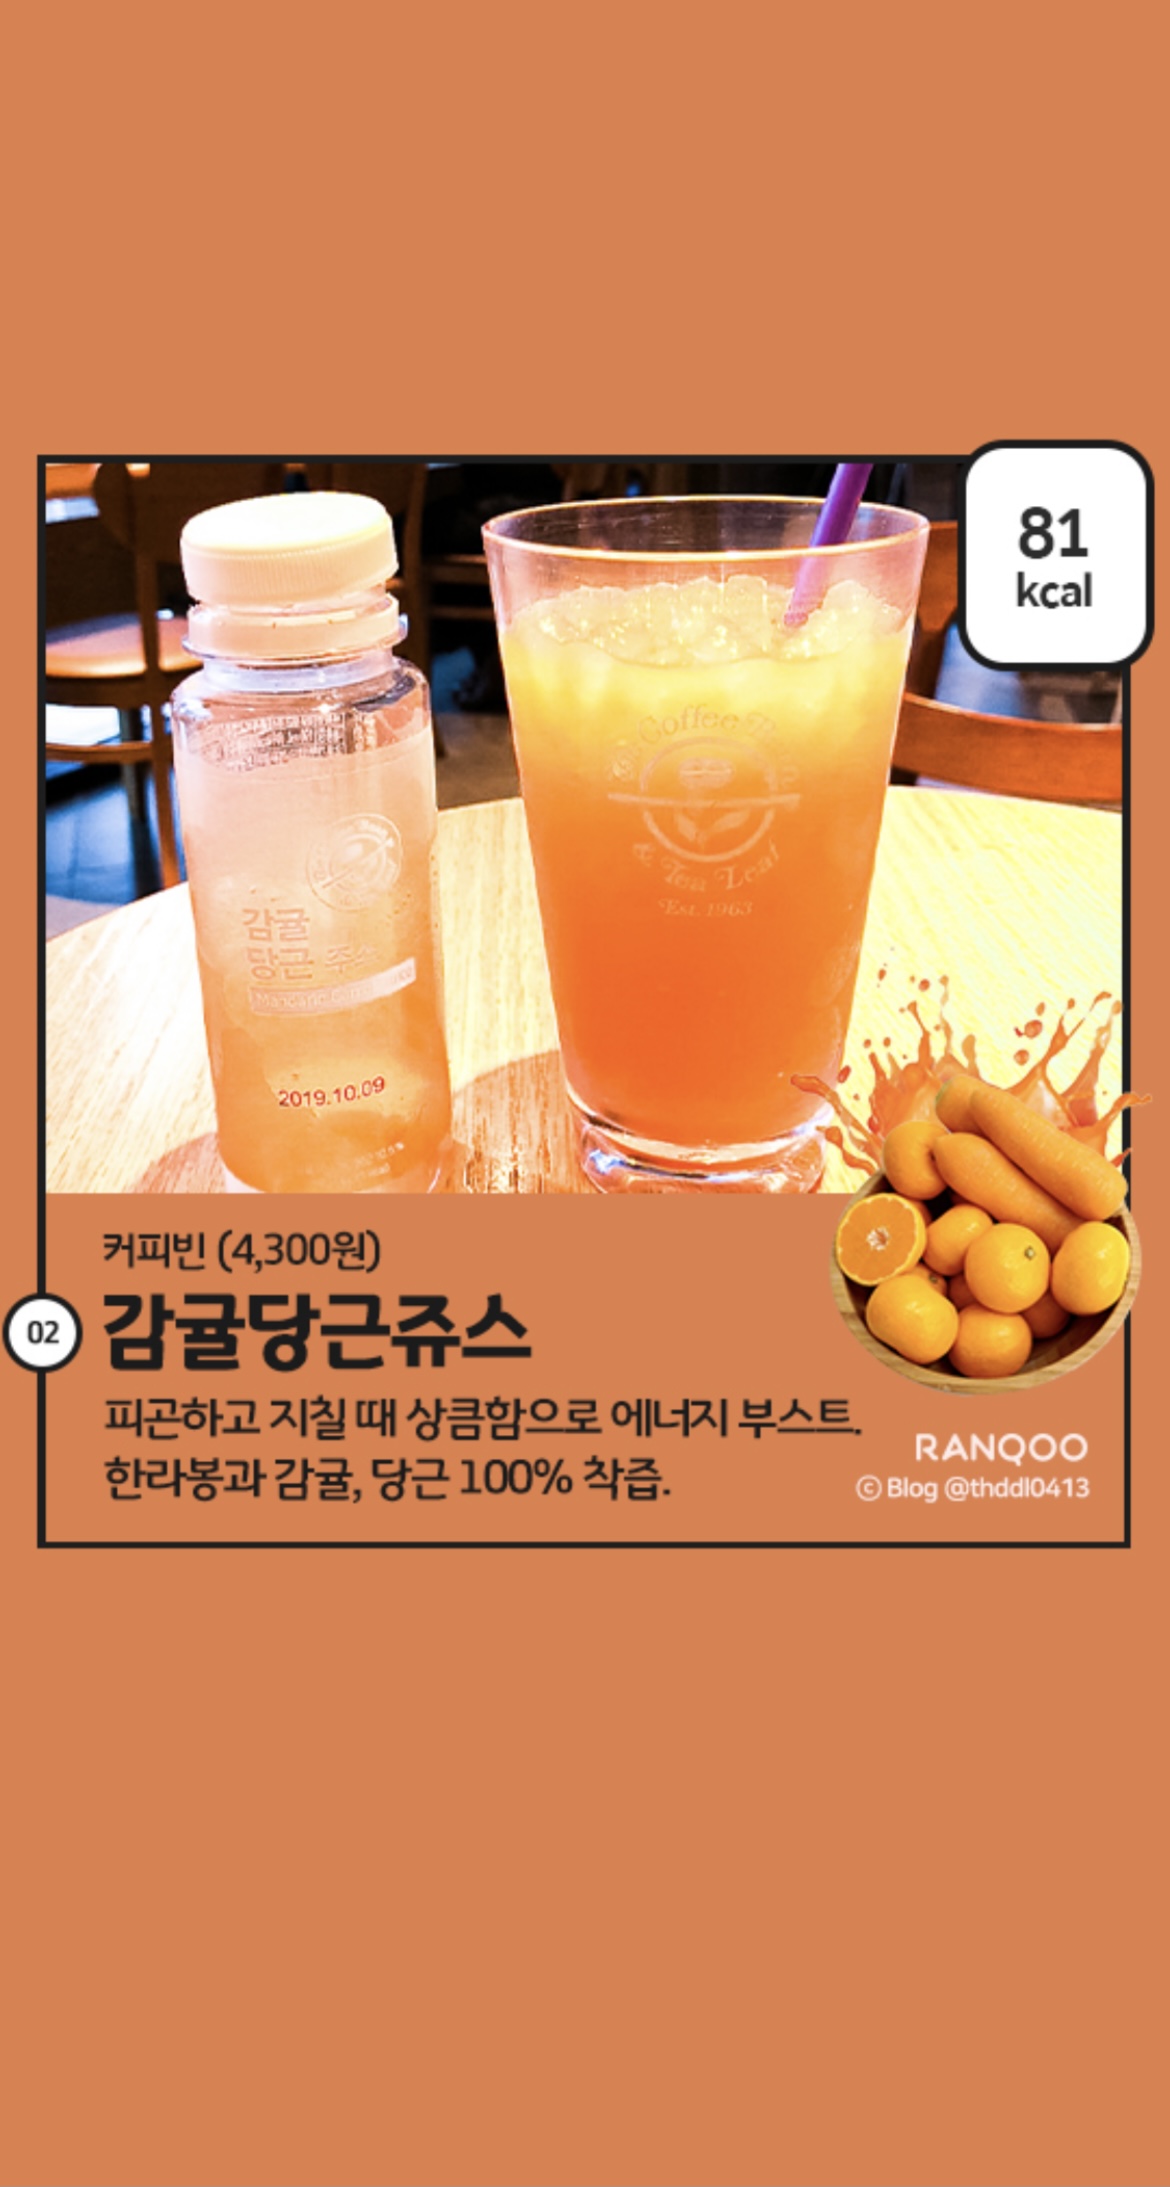 81
kcal
Coffee
& Tea Leaf
Est. 1963
감귤
당근 주스
Mandarin
2019.10.09
커피빈 (4,300원)
02
감귤당근쥬스
피곤하고 지칠 때 상큼함으로 에너지 부스트.
한라봉과 감귤, 당근 100% 착즙.
RANQOO
ⓒ Blog @thddl0413